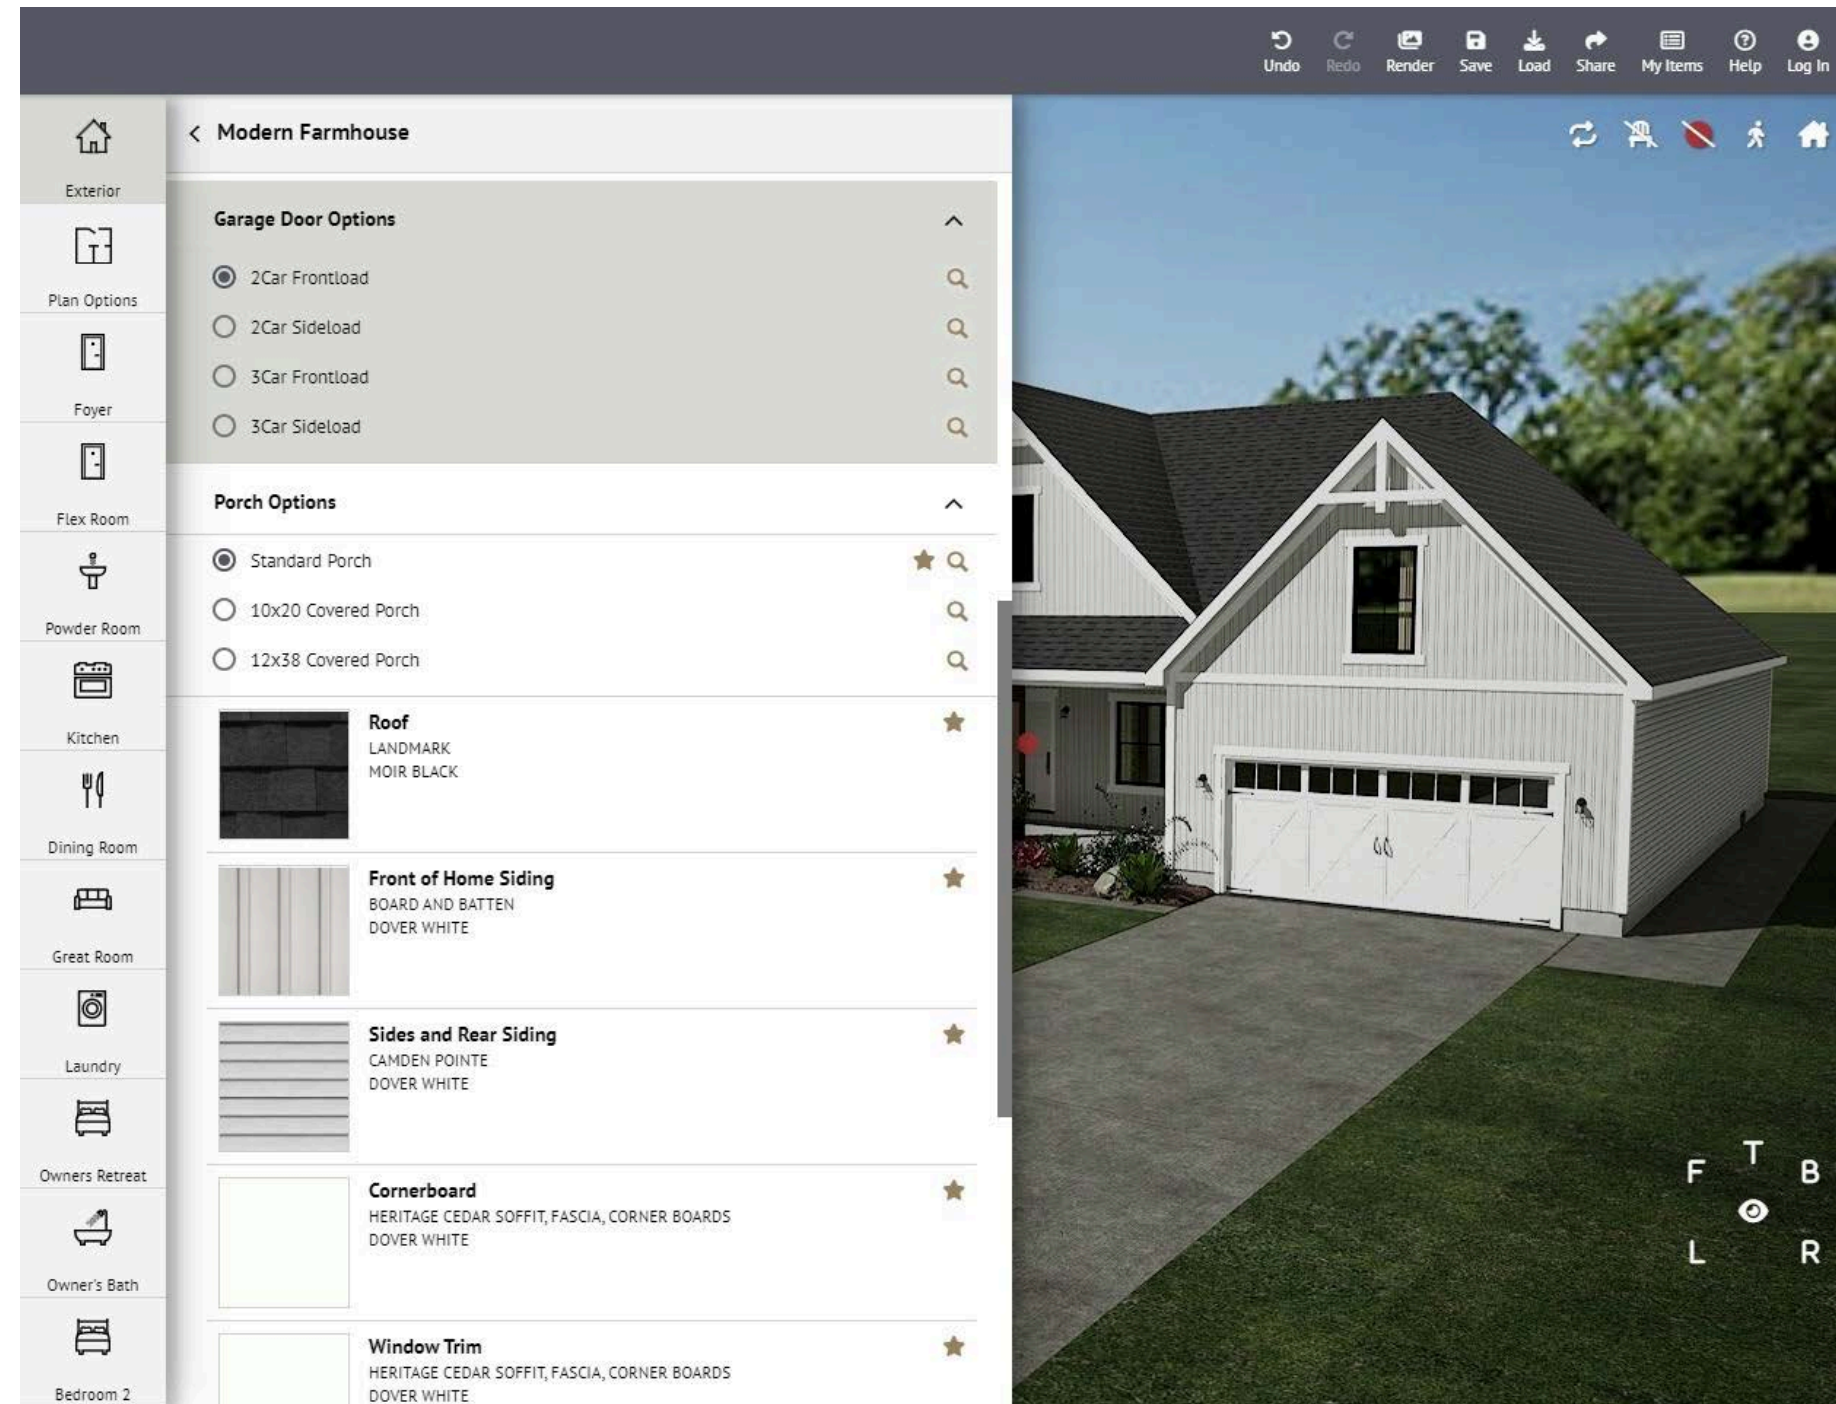 Undo
Redo
Render
Save
Load
Share
My Items
Help
Log In
Exterior
Plan Options
Foyer
Flex Room
Powder Room
Kitchen
Dining Room
Great Room
Laundry
Owners Retreat
Owner's Bath
Bedroom 2
Modern Farmhouse
Garage Door Options
2Car Frontload
2Car Sideload
3Car Frontload
3Car Sideload
Porch Options
Standard Porch
10x20 Covered Porch
12x38 Covered Porch
Roof
LANDMARK
MOIR BLACK
Front of Home Siding
BOARD AND BATTEN
DOVER WHITE
Sides and Rear Siding
CAMDEN POINTE
DOVER WHITE
Cornerboard
HERITAGE CEDAR SOFFIT, FASCIA, CORNER BOARDS
DOVER WHITE
Window Trim
HERITAGE CEDAR SOFFIT, FASCIA, CORNER BOARDS
DOVER WHITE
T
F B
L R